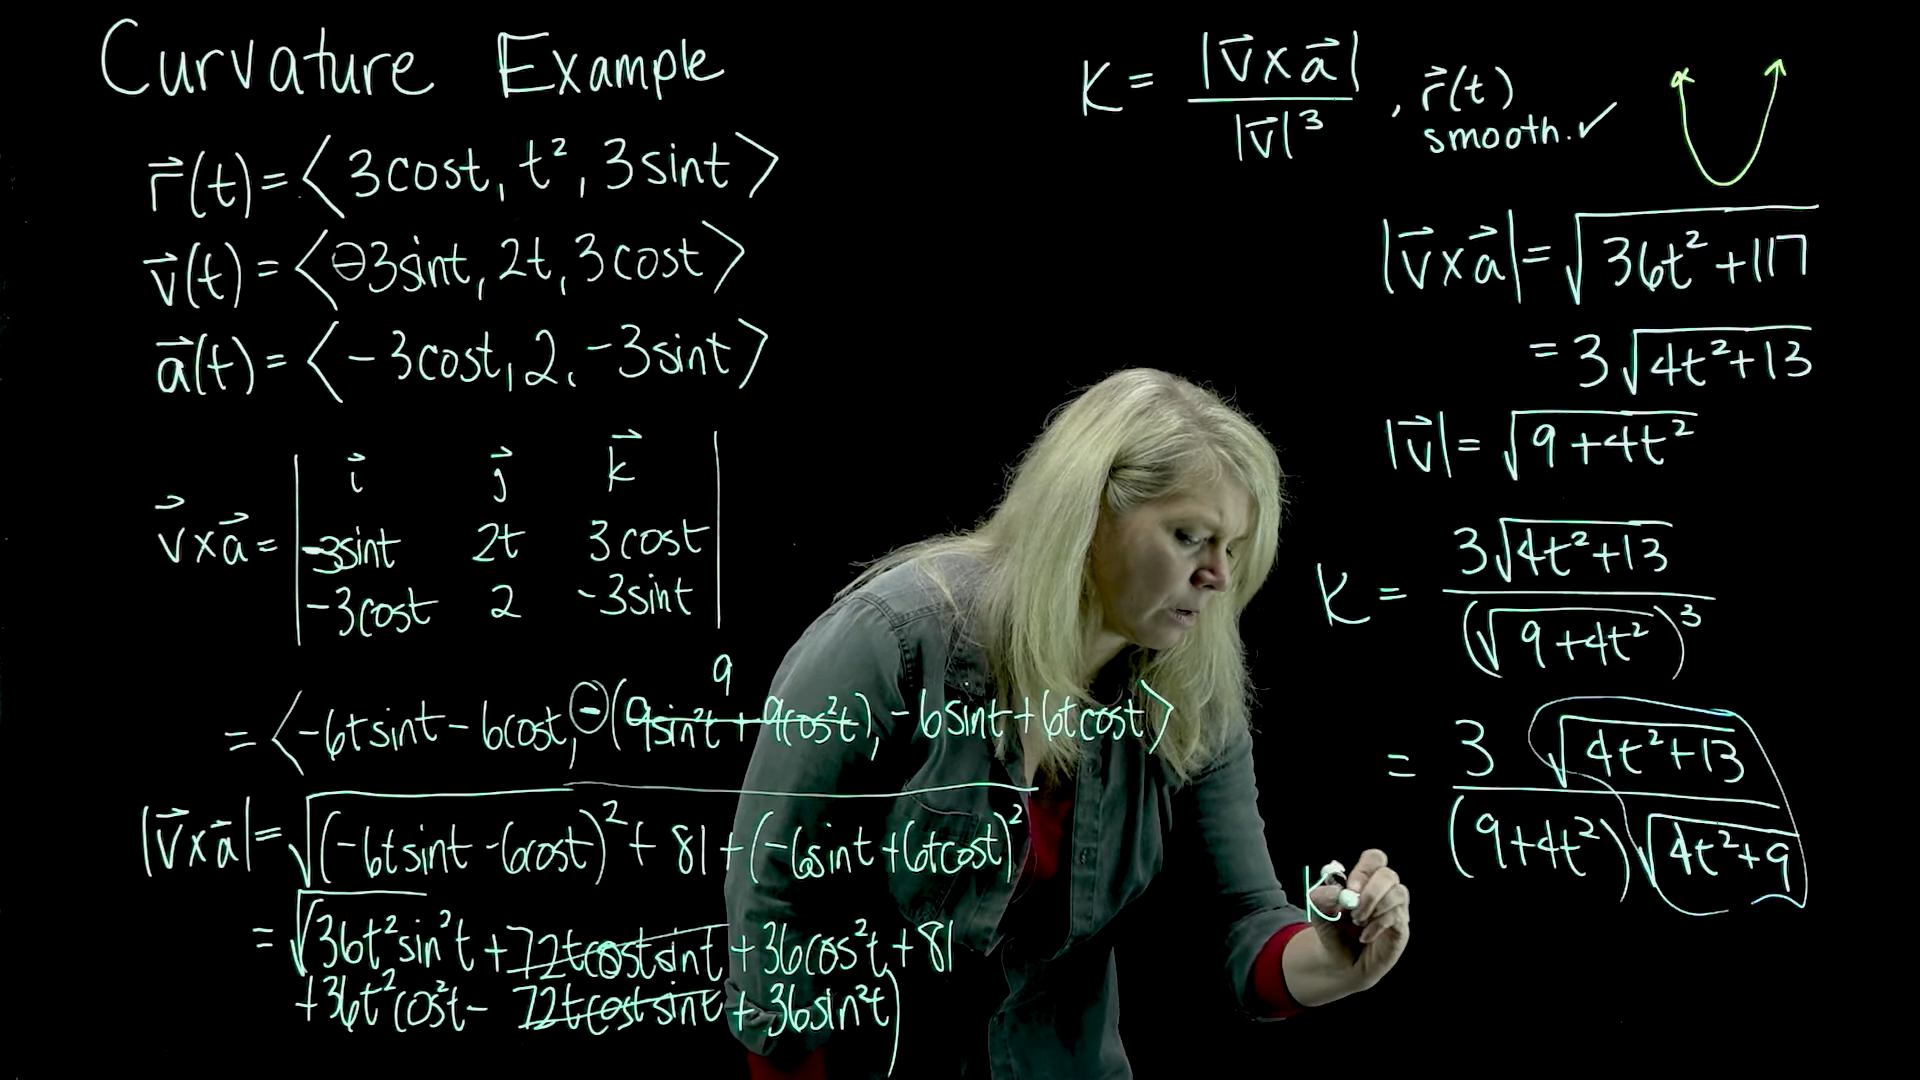 Curvature Example
r⃗(t) = ⟨3cost, t², 3sint⟩
v⃗(t) = ⟨-3sint, 2t, 3cost⟩
a⃗(t) = ⟨-3cost, 2, -3sint⟩
v⃗ x a⃗ = | i⃗ j⃗ k⃗ |
| -3sint 2t 3cost |
| -3cost 2 -3sint |
9
= ⟨-6tsint - 6cost, -(9sin²t + 9cos²t), -6sint + 6tcost⟩
|v⃗ x a⃗| = √((-6tsint - 6cost)² + 81 + (-6sint + 6tcost)²)
= √(36t²sin²t + 72tcostsint + 36cos²t + 81
+ 36t²cos²t - 72tcostsint + 36sin²t)
K = |v⃗ x a⃗| / |v⃗|³ , r⃗(t)
smooth. ✓
|v⃗ x a⃗| = √(36t² + 117)
= 3√(4t² + 13)
|v⃗| = √(9 + 4t²)
K = 3√(4t² + 13) / (√(9 + 4t²))³
= 3 √(4t² + 13) / (9 + 4t²)√(4t² + 9)
K